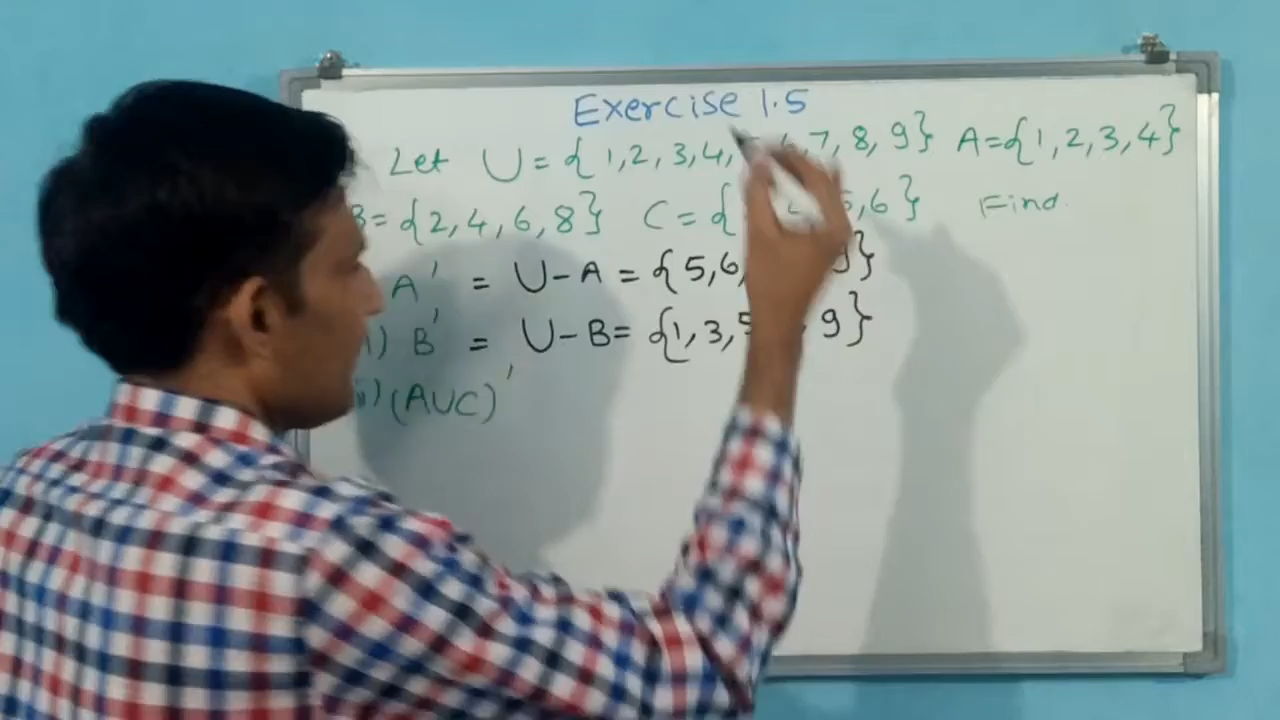 Exercise 1.5
Let U = {1, 2, 3, 4, 6, 7, 8, 9} A = {1, 2, 3, 4}
B = {2, 4, 6, 8} C = { 6} Find.
A' = U - A = {5, 6, }
) B' = U - B = {1, 3, 9}
) (AUC)'